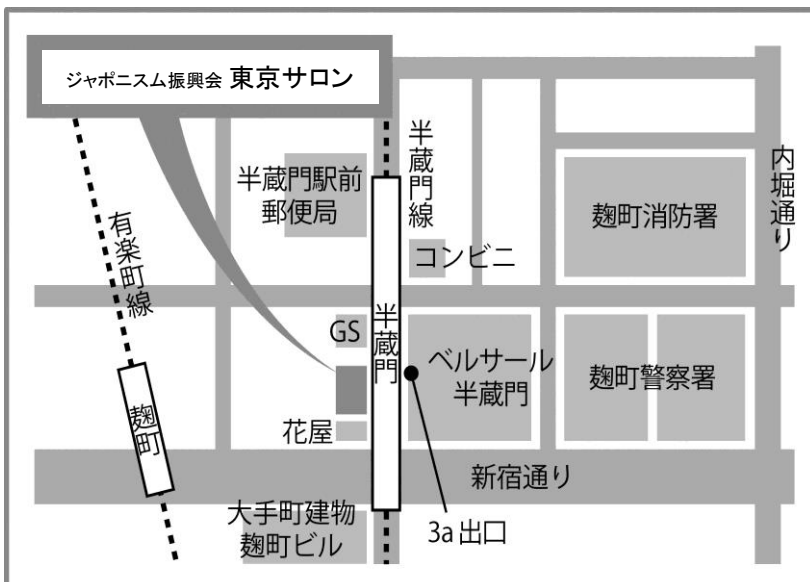 ジャポニスム振興会 東京サロン
半蔵門駅前
郵便局
半蔵門線
コンビニ
麹町消防署
内堀通り
有楽町線
GS
半蔵門
ベルサール
半蔵門
麹町警察署
麹町
花屋
新宿通り
大手町建物
麹町ビル
3a出口